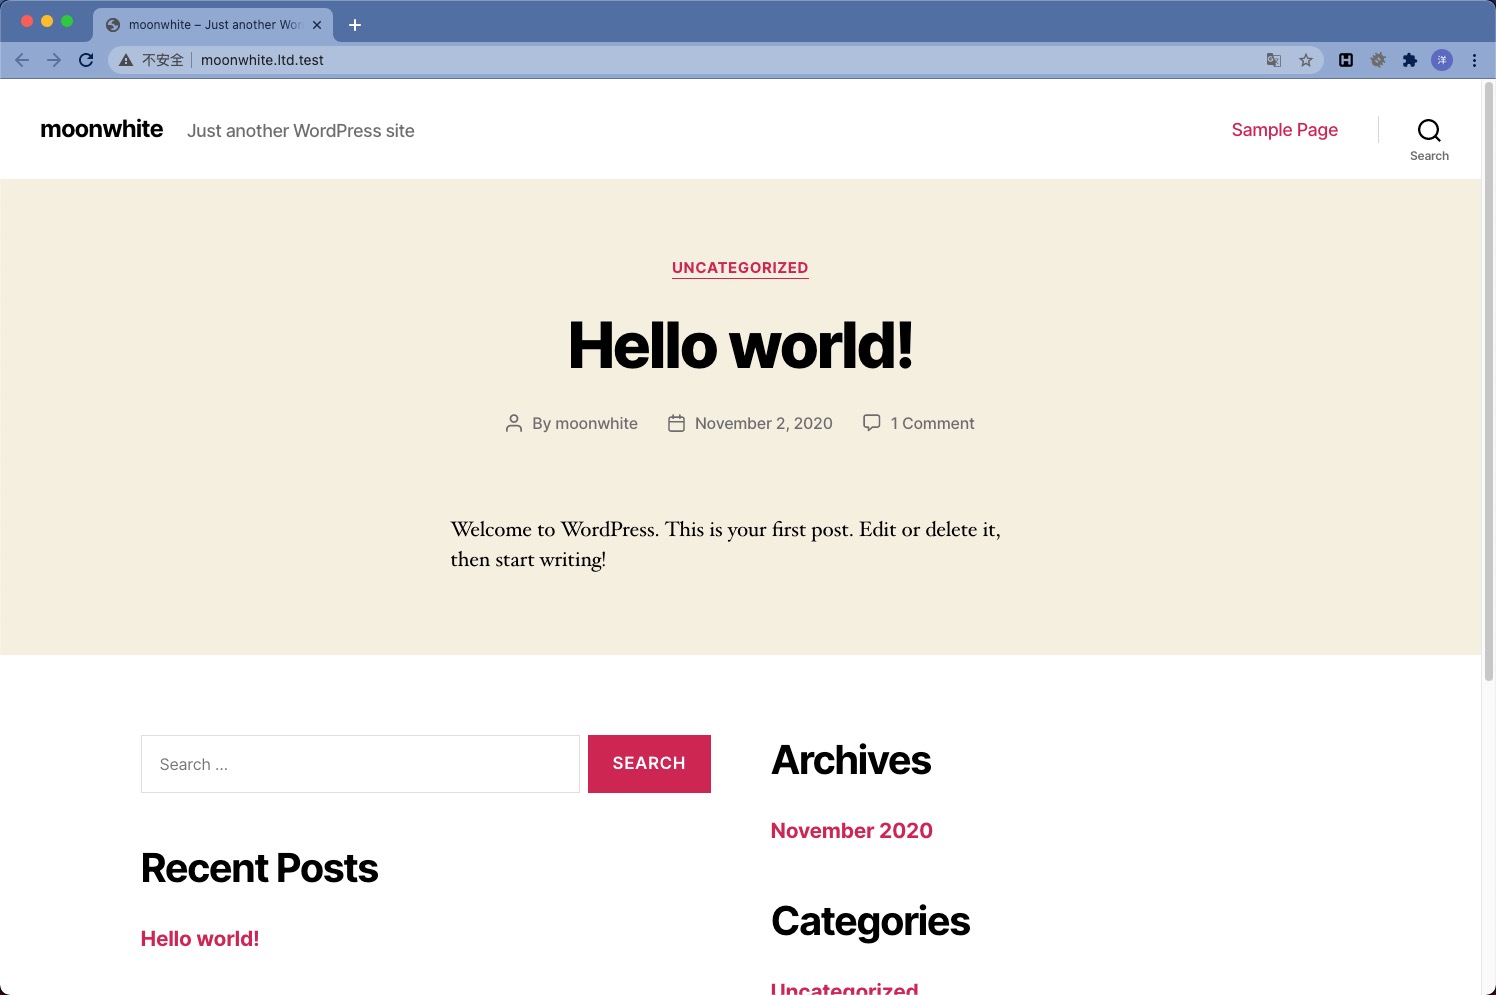 moonwhite – Just another Wor
不安全 moonwhite.ltd.test
洋
moonwhite Just another WordPress site
Sample Page
Search
UNCATEGORIZED
Hello world!
By moonwhite November 2, 2020 1 Comment
Welcome to WordPress. This is your first post. Edit or delete it,
then start writing!
Search …
SEARCH
Archives
November 2020
Recent Posts
Categories
Hello world!
Uncategorized